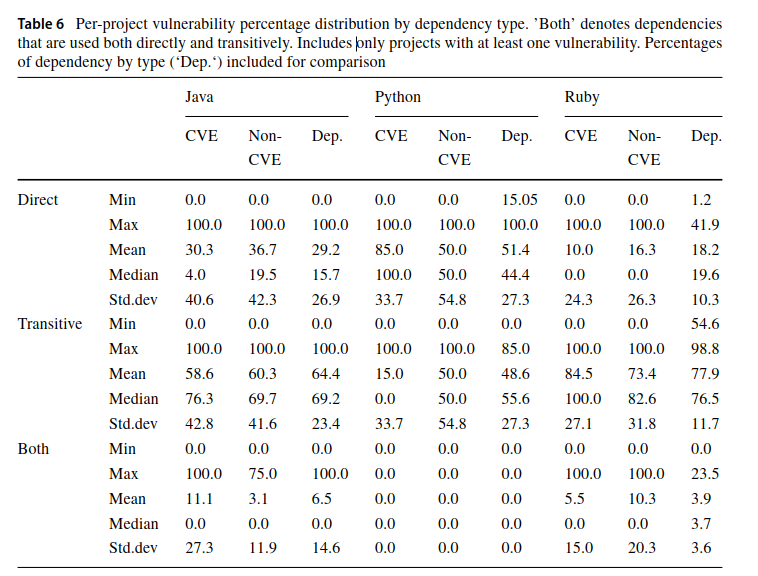 Table 6 Per-project vulnerability percentage distribution by dependency type. ’Both’ denotes dependencies
that are used both directly and transitively. Includes only projects with at least one vulnerability. Percentages
of dependency by type (‘Dep.‘) included for comparison
Java Python Ruby
CVE Non- Dep. CVE Non- Dep. CVE Non- Dep.
CVE CVE CVE
Direct Min 0.0 0.0 0.0 0.0 0.0 15.05 0.0 0.0 1.2
Max 100.0 100.0 100.0 100.0 100.0 100.0 100.0 100.0 41.9
Mean 30.3 36.7 29.2 85.0 50.0 51.4 10.0 16.3 18.2
Median 4.0 19.5 15.7 100.0 50.0 44.4 0.0 0.0 19.6
Std.dev 40.6 42.3 26.9 33.7 54.8 27.3 24.3 26.3 10.3
Transitive Min 0.0 0.0 0.0 0.0 0.0 0.0 0.0 0.0 54.6
Max 100.0 100.0 100.0 100.0 100.0 85.0 100.0 100.0 98.8
Mean 58.6 60.3 64.4 15.0 50.0 48.6 84.5 73.4 77.9
Median 76.3 69.7 69.2 0.0 50.0 55.6 100.0 82.6 76.5
Std.dev 42.8 41.6 23.4 33.7 54.8 27.3 27.1 31.8 11.7
Both Min 0.0 0.0 0.0 0.0 0.0 0.0 0.0 0.0 0.0
Max 100.0 75.0 100.0 0.0 0.0 0.0 100.0 100.0 23.5
Mean 11.1 3.1 6.5 0.0 0.0 0.0 5.5 10.3 3.9
Median 0.0 0.0 0.0 0.0 0.0 0.0 0.0 0.0 3.7
Std.dev 27.3 11.9 14.6 0.0 0.0 0.0 15.0 20.3 3.6